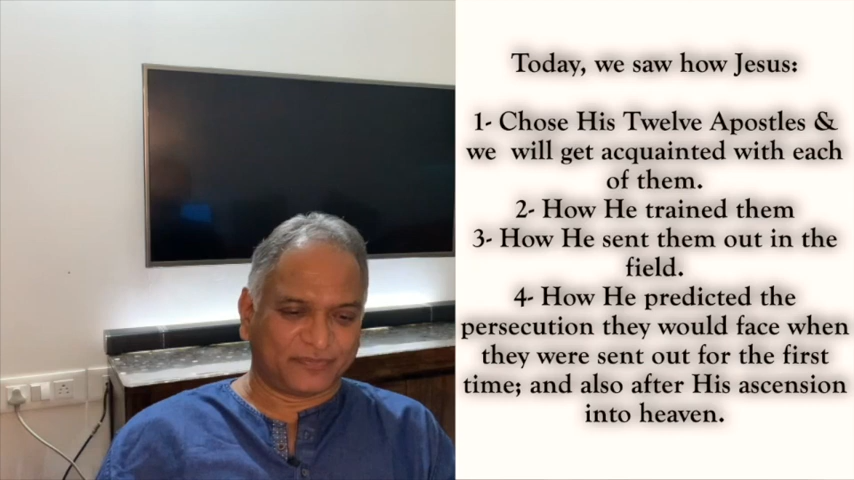 Today, we saw how Jesus:
1- Chose His Twelve Apostles &
we will get acquainted with each
of them.
2- How He trained them
3- How He sent them out in the
field.
4- How He predicted the
persecution they would face when
they were sent out for the first
time; and also after His ascension
into heaven.